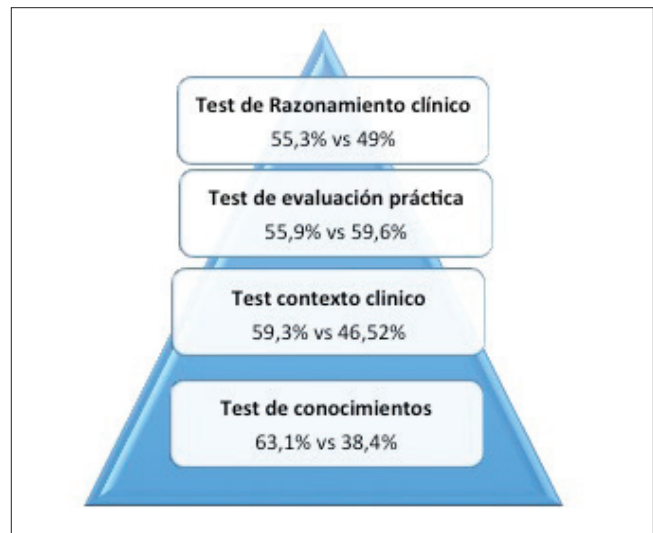 Test de Razonamiento clínico
55,3% vs 49%
Test de evaluación práctica
55,9% vs 59,6%
Test contexto clinico
59,3% vs 46,52%
Test de conocimientos
63,1% vs 38,4%